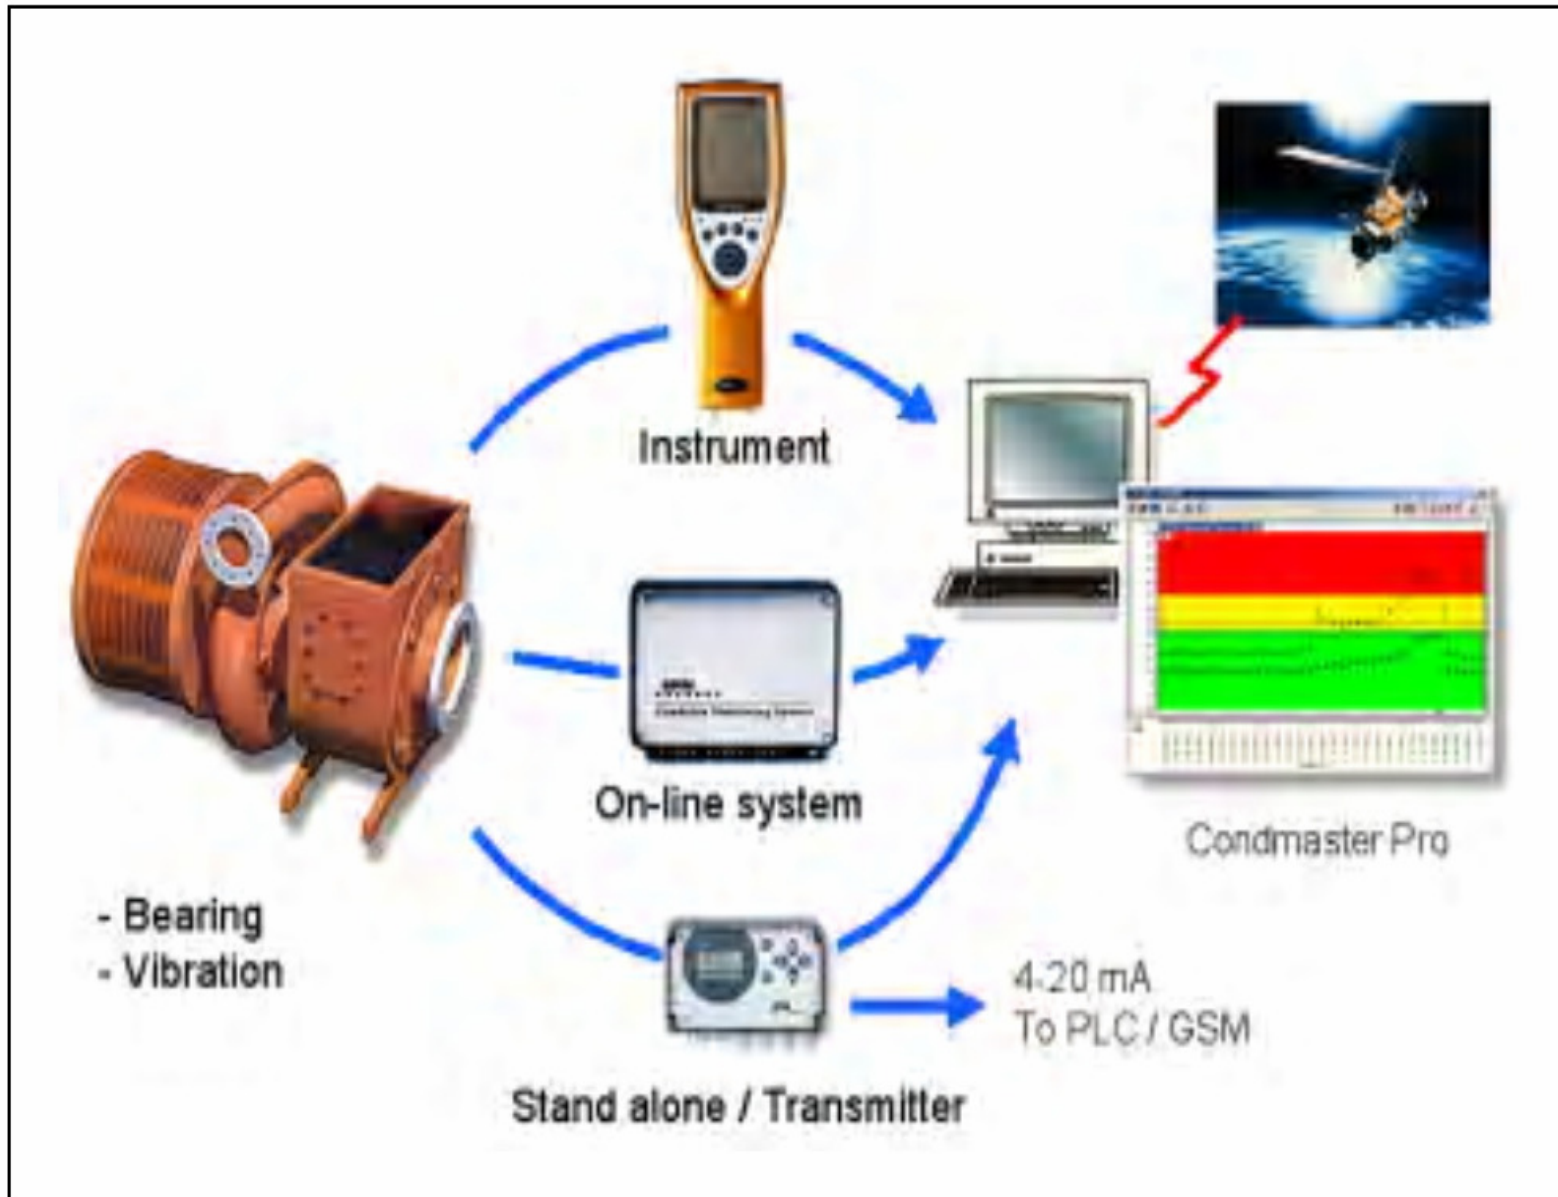 Instrument
On-line system
Condmaster Pro
- Bearing
- Vibration
4-20 mA
To PLC / GSM
Stand alone / Transmitter